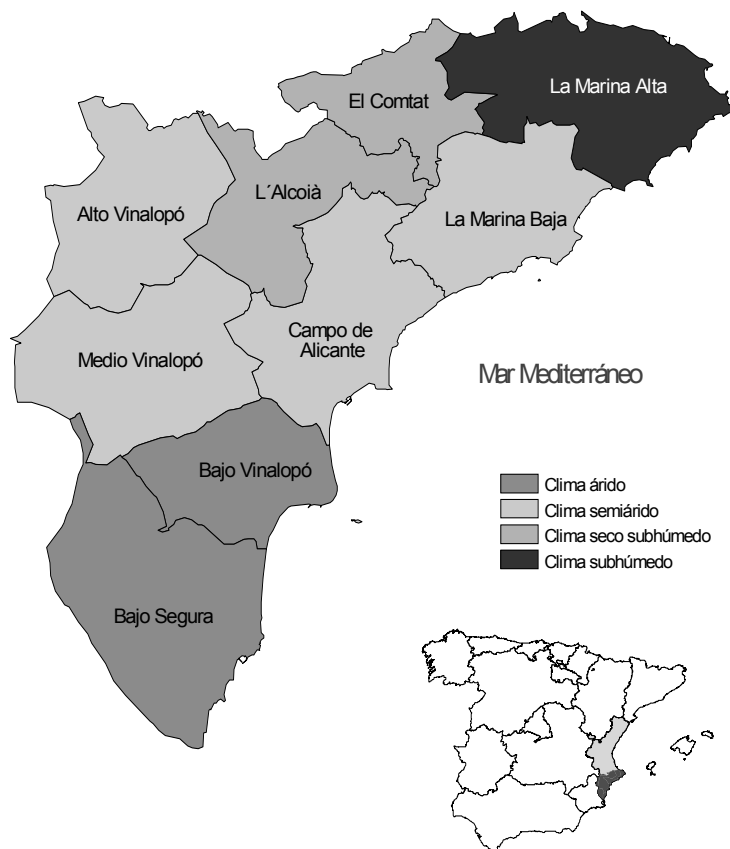 La Marina Alta
El Comtat
L´Alcoià
Alto Vinalopó
La Marina Baja
Campo de
Alicante
Medio Vinalopó
Mar Mediterráneo
Bajo Vinalopó
Clima árido
Clima semiárido
Clima seco subhúmedo
Clima subhúmedo
Bajo Segura